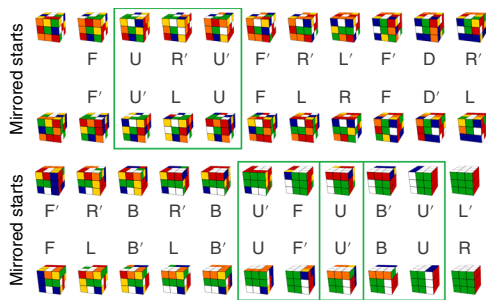 Mirrored starts
F U R′ U′ F′ R′ L′ F′ D R′
F′ U′ L U F L R F D′ L
Mirrored starts
F′ R′ B R′ B U′ F U B′ U′ L′
F L B′ L B′ U F′ U′ B U R